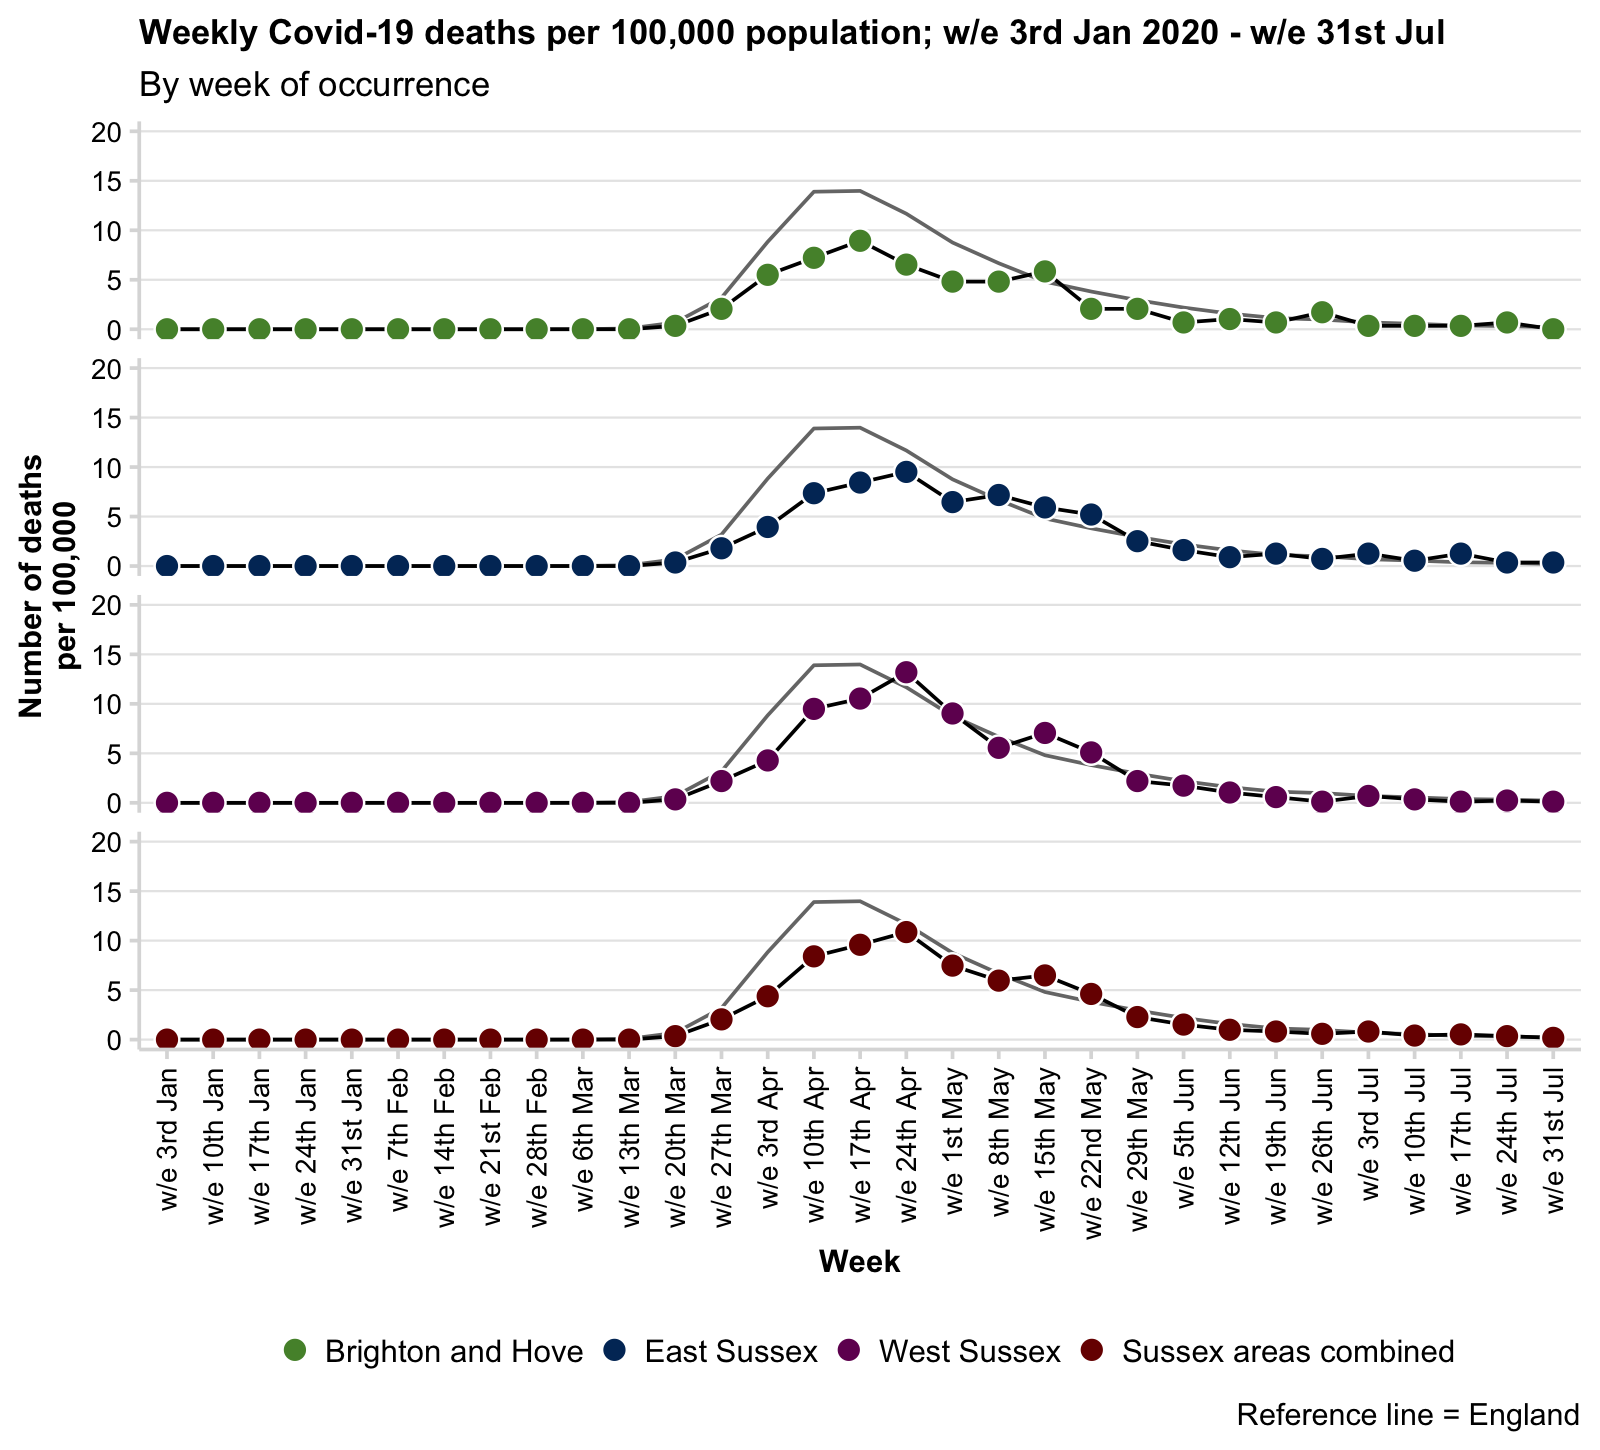 Weekly Covid-19 deaths per 100,000 population; w/e 3rd Jan 2020 - w/e 31st Jul
By week of occurrence
Number of deaths
per 100,000
20
15
10
5
0
20
15
10
5
0
20
15
10
5
0
20
15
10
5
0
w/e 3rd Jan
w/e 10th Jan
w/e 17th Jan
w/e 24th Jan
w/e 31st Jan
w/e 7th Feb
w/e 14th Feb
w/e 21st Feb
w/e 28th Feb
w/e 6th Mar
w/e 13th Mar
w/e 20th Mar
w/e 27th Mar
w/e 3rd Apr
w/e 10th Apr
w/e 17th Apr
w/e 24th Apr
w/e 1st May
w/e 8th May
w/e 15th May
w/e 22nd May
w/e 29th May
w/e 5th Jun
w/e 12th Jun
w/e 19th Jun
w/e 26th Jun
w/e 3rd Jul
w/e 10th Jul
w/e 17th Jul
w/e 24th Jul
w/e 31st Jul
Week
Brighton and Hove East Sussex West Sussex Sussex areas combined
Reference line = England